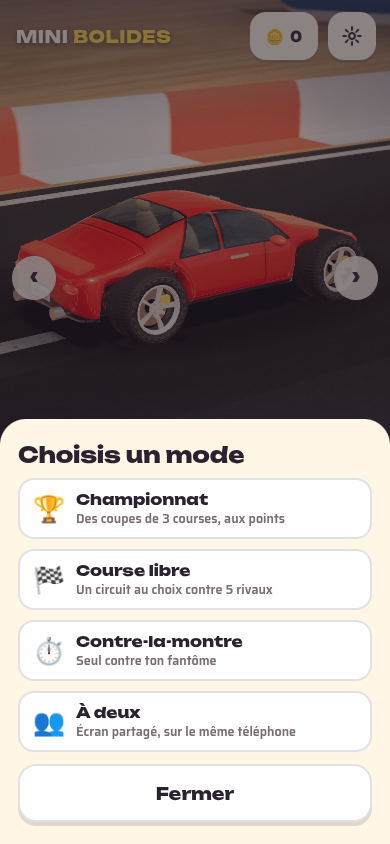 MINI BOLIDES
0
Choisis un mode
Championnat
Des coupes de 3 courses, aux points
Course libre
Un circuit au choix contre 5 rivaux
Contre-la-montre
Seul contre ton fantôme
À deux
Écran partagé, sur le même téléphone
Fermer